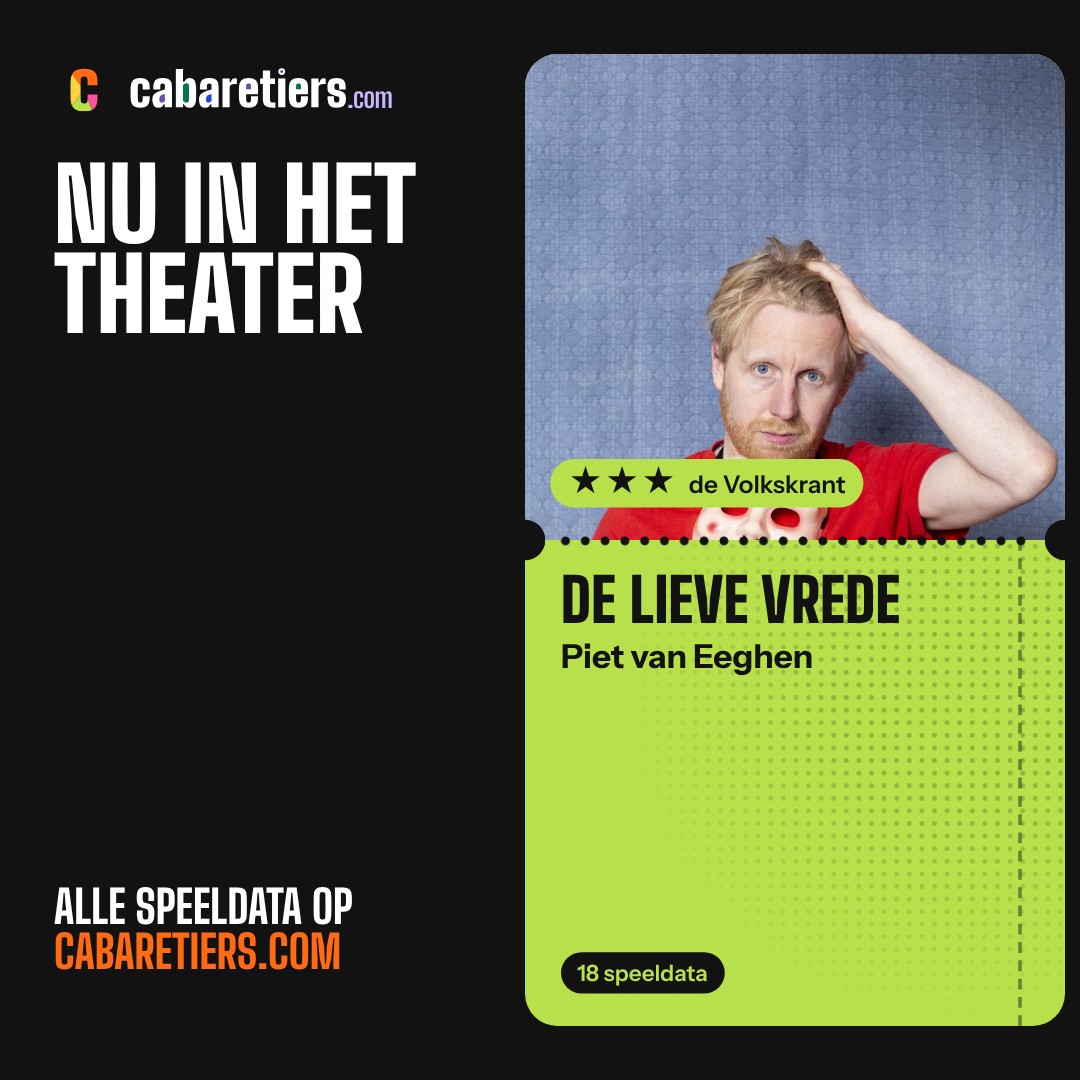 cabaretiers.com
NU IN HET
THEATER
★ ★ ★ de Volkskrant
DE LIEVE VREDE
Piet van Eeghen
18 speeldata
ALLE SPEELDATA OP
CABARETIERS.COM